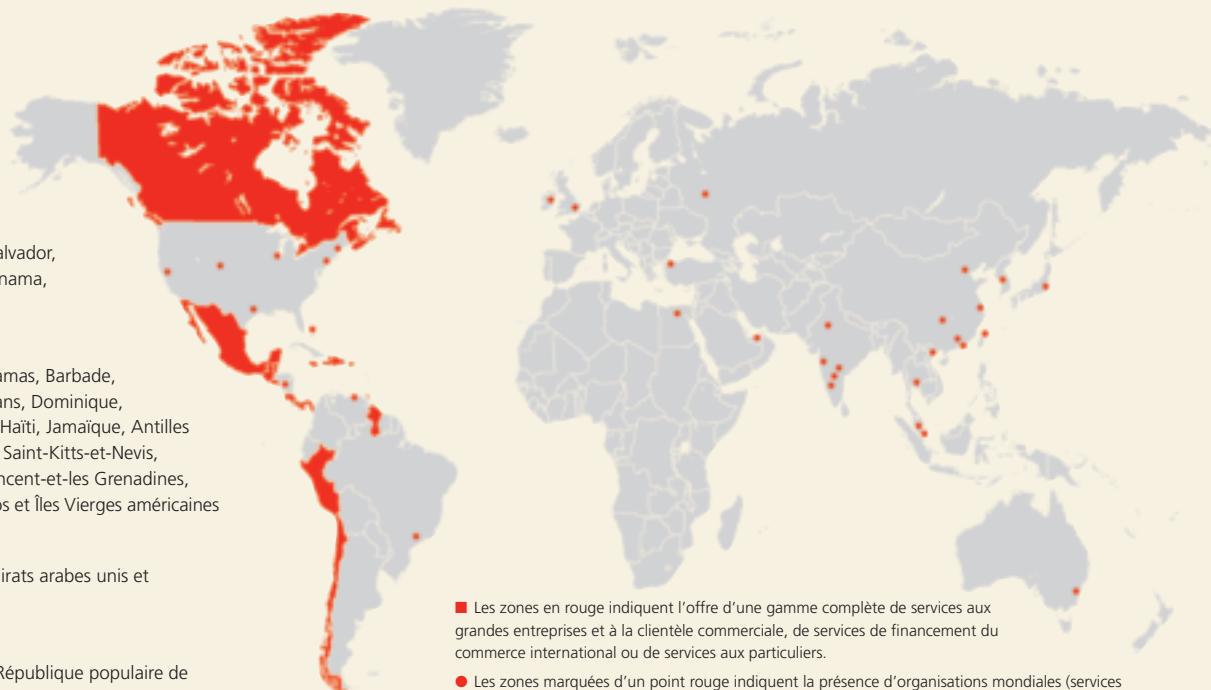 alvador,
nama,
amas, Barbade,
ans, Dominique,
Haïti, Jamaïque, Antilles
Saint-Kitts-et-Nevis,
ncent-et-les Grenadines,
os et Îles Vierges américaines
irats arabes unis et
République populaire de
Les zones en rouge indiquent l'offre d'une gamme complète de services aux
grandes entreprises et à la clientèle commerciale, de services de financement du
commerce international ou de services aux particuliers.
Les zones marquées d'un point rouge indiquent la présence d'organisations mondiales (services